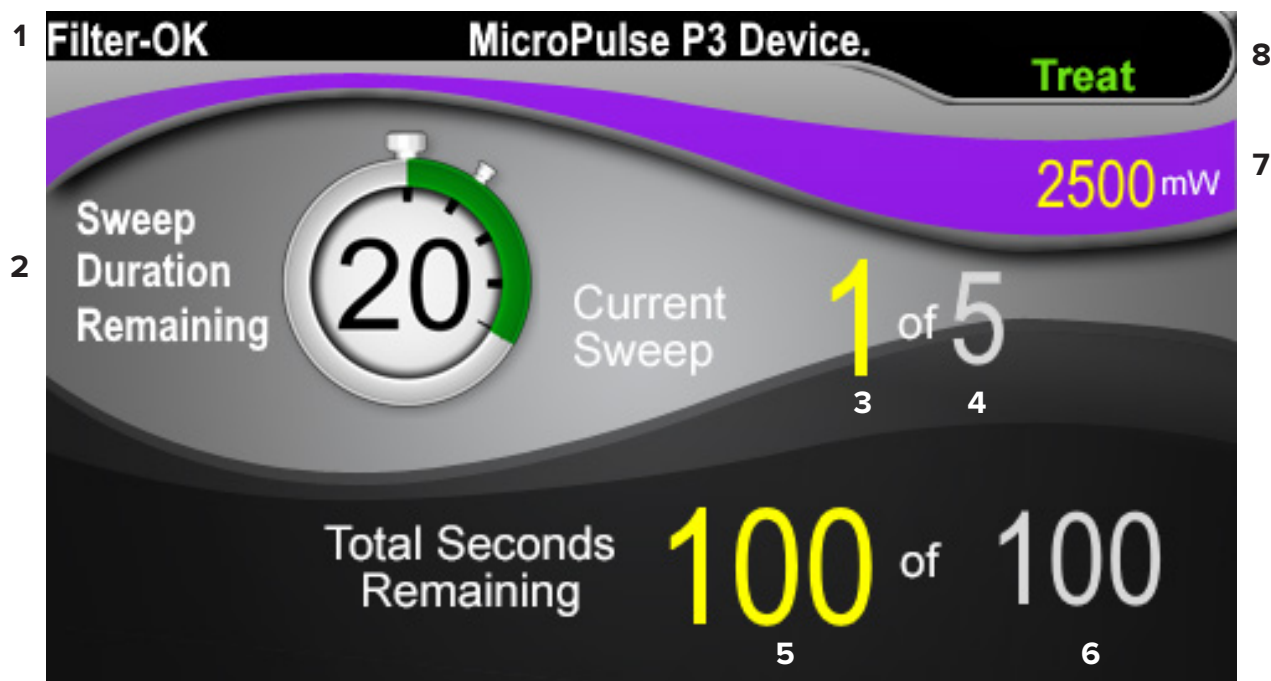 1 Filter-OK MicroPulse P3 Device. 8
Treat
2500 mW 7
2 Sweep
Duration
Remaining
20
Current
Sweep
1 of 5
3 4
Total Seconds
Remaining
100 of 100
5 6